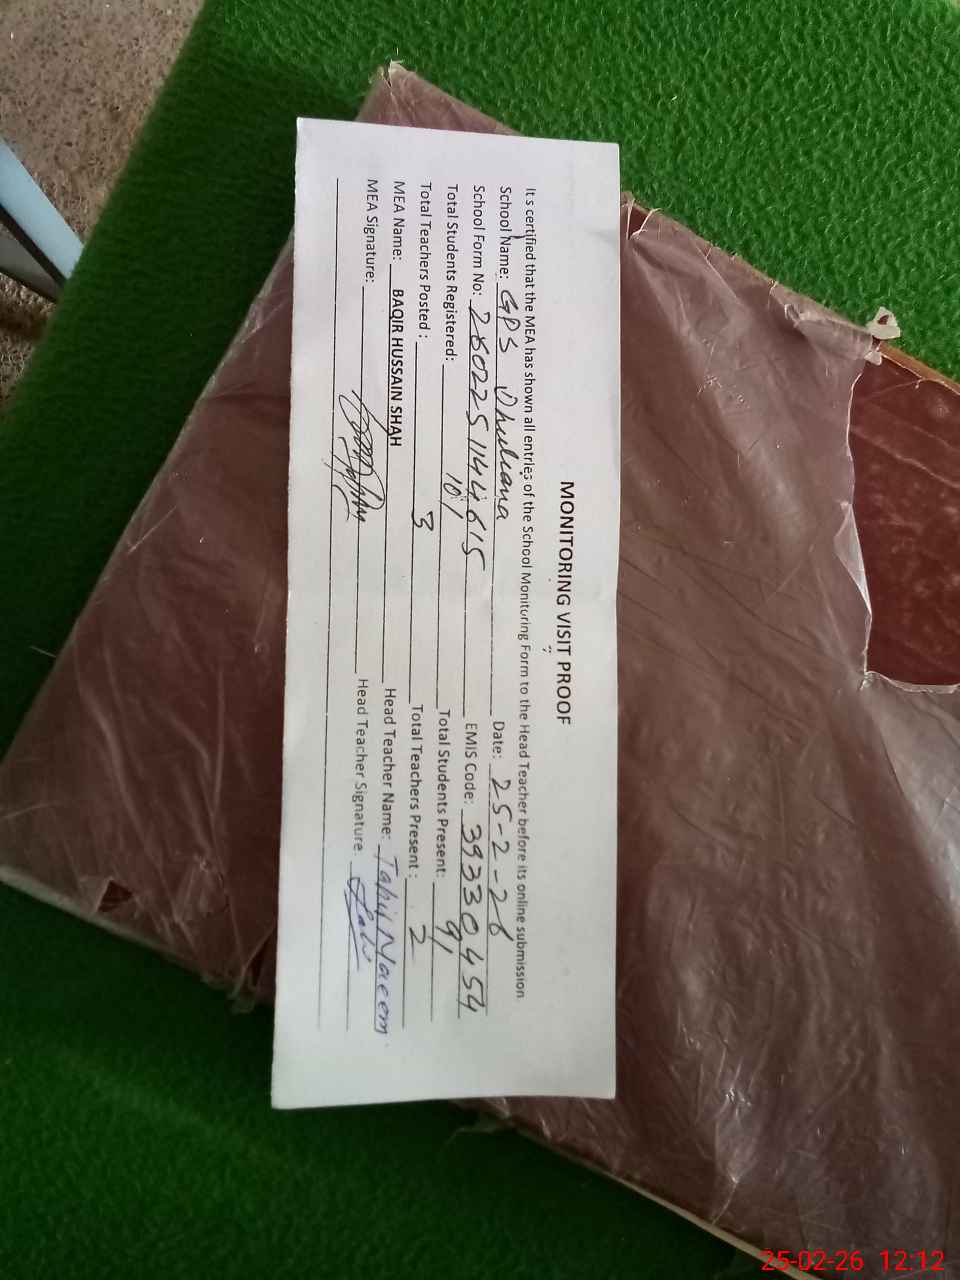 MONITORING VISIT PROOF
It s certified that the MEA has shown all entries of the School Monitoring Form to the Head Teacher before its online submission
School Name: GPS Dhuliana Date: 25-2-26
School Form No: 2802251144615 EMIS Code: 39330454
Total Students Registered: 101 Total Students Present: 91
Total Teachers Posted : 3 Total Teachers Present : 2
MEA Name: BAQIR HUSSAIN SHAH Head Teacher Name: Tahir Naeem
MEA Signature: Head Teacher Signature.
25-02-26 12:12